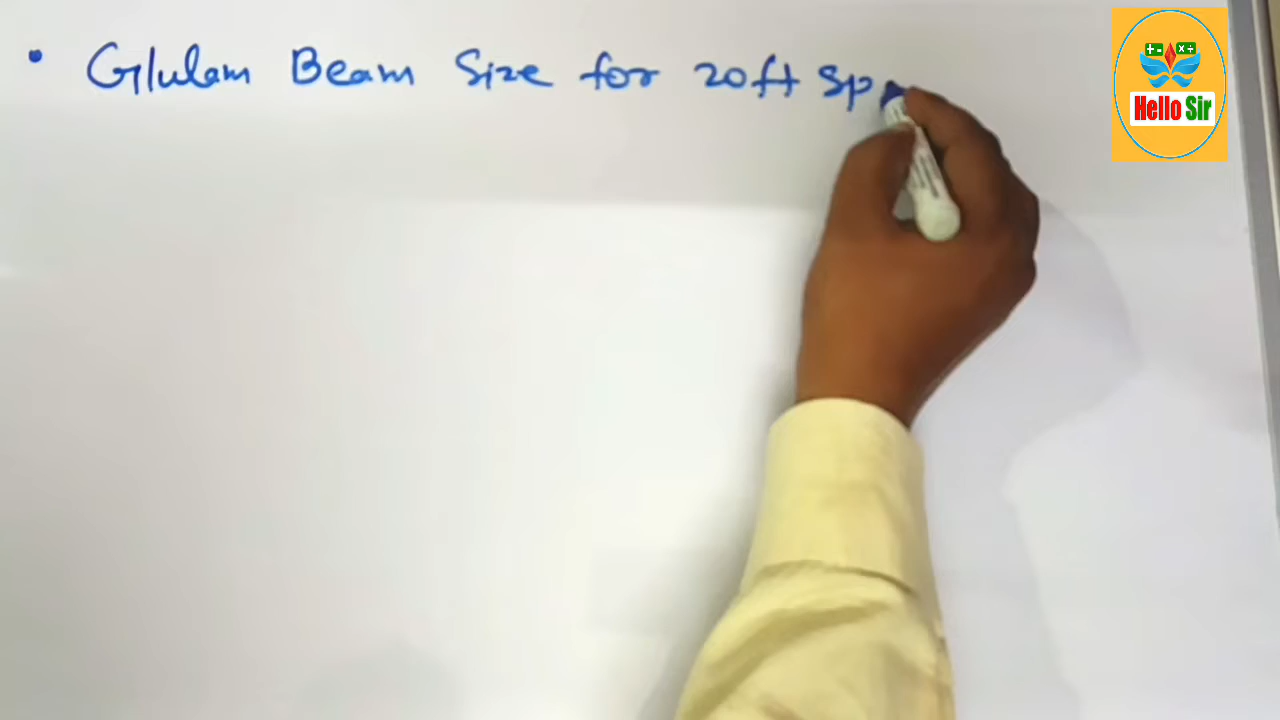 • Glulam Beam Size for 20ft Sp
+ - × ÷
Hello Sir